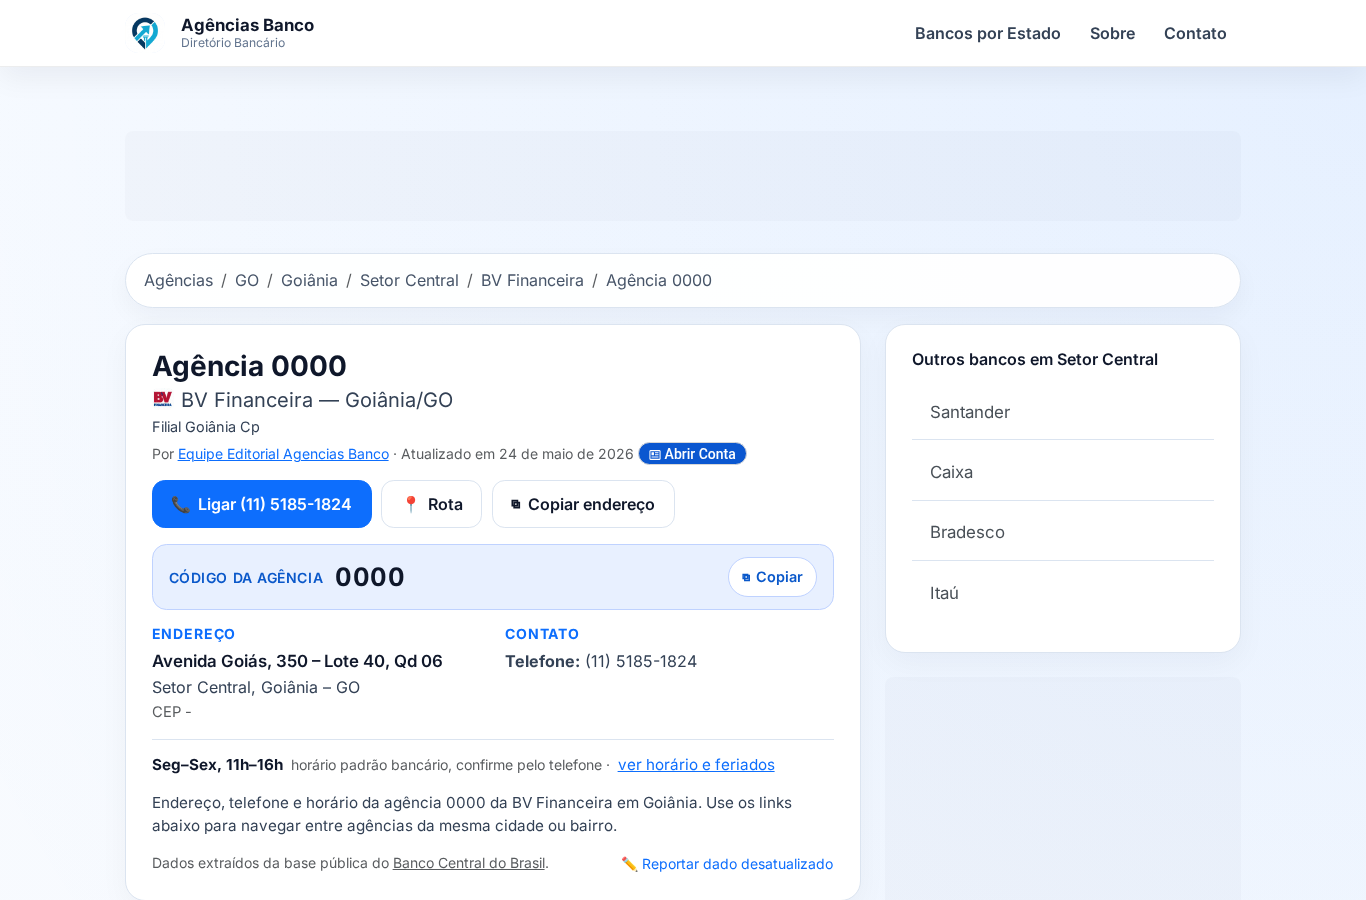 Agências Banco
Diretório Bancário
Bancos por Estado
Sobre
Contato
Agências / GO / Goiânia / Setor Central / BV Financeira / Agência 0000
Agência 0000
BV Financeira — Goiânia/GO
Filial Goiânia Cp
Por Equipe Editorial Agencias Banco · Atualizado em 24 de maio de 2026 Abrir Conta
Ligar (11) 5185-1824
Rota
Copiar endereço
CÓDIGO DA AGÊNCIA 0000
Copiar
ENDEREÇO
Avenida Goiás, 350 – Lote 40, Qd 06
Setor Central, Goiânia – GO
CEP -
CONTATO
Telefone: (11) 5185-1824
Seg–Sex, 11h–16h horário padrão bancário, confirme pelo telefone · ver horário e feriados
Endereço, telefone e horário da agência 0000 da BV Financeira em Goiânia. Use os links
abaixo para navegar entre agências da mesma cidade ou bairro.
Dados extraídos da base pública do Banco Central do Brasil.
Reportar dado desatualizado
Outros bancos em Setor Central
Santander
Caixa
Bradesco
Itaú